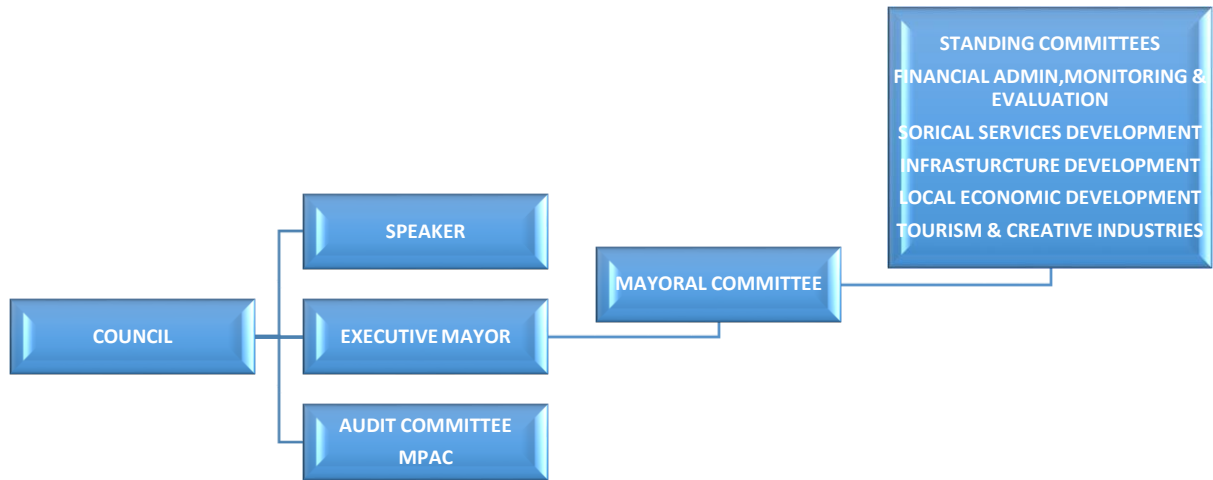 STANDING COMMITTEES
FINANCIAL ADMIN,MONITORING &
EVALUATION
SORICAL SERVICES DEVELOPMENT
INFRASTURCTURE DEVELOPMENT
LOCAL ECONOMIC DEVELOPMENT
TOURISM & CREATIVE INDUSTRIES
SPEAKER
MAYORAL COMMITTEE
COUNCIL
EXECUTIVE MAYOR
AUDIT COMMITTEE
MPAC